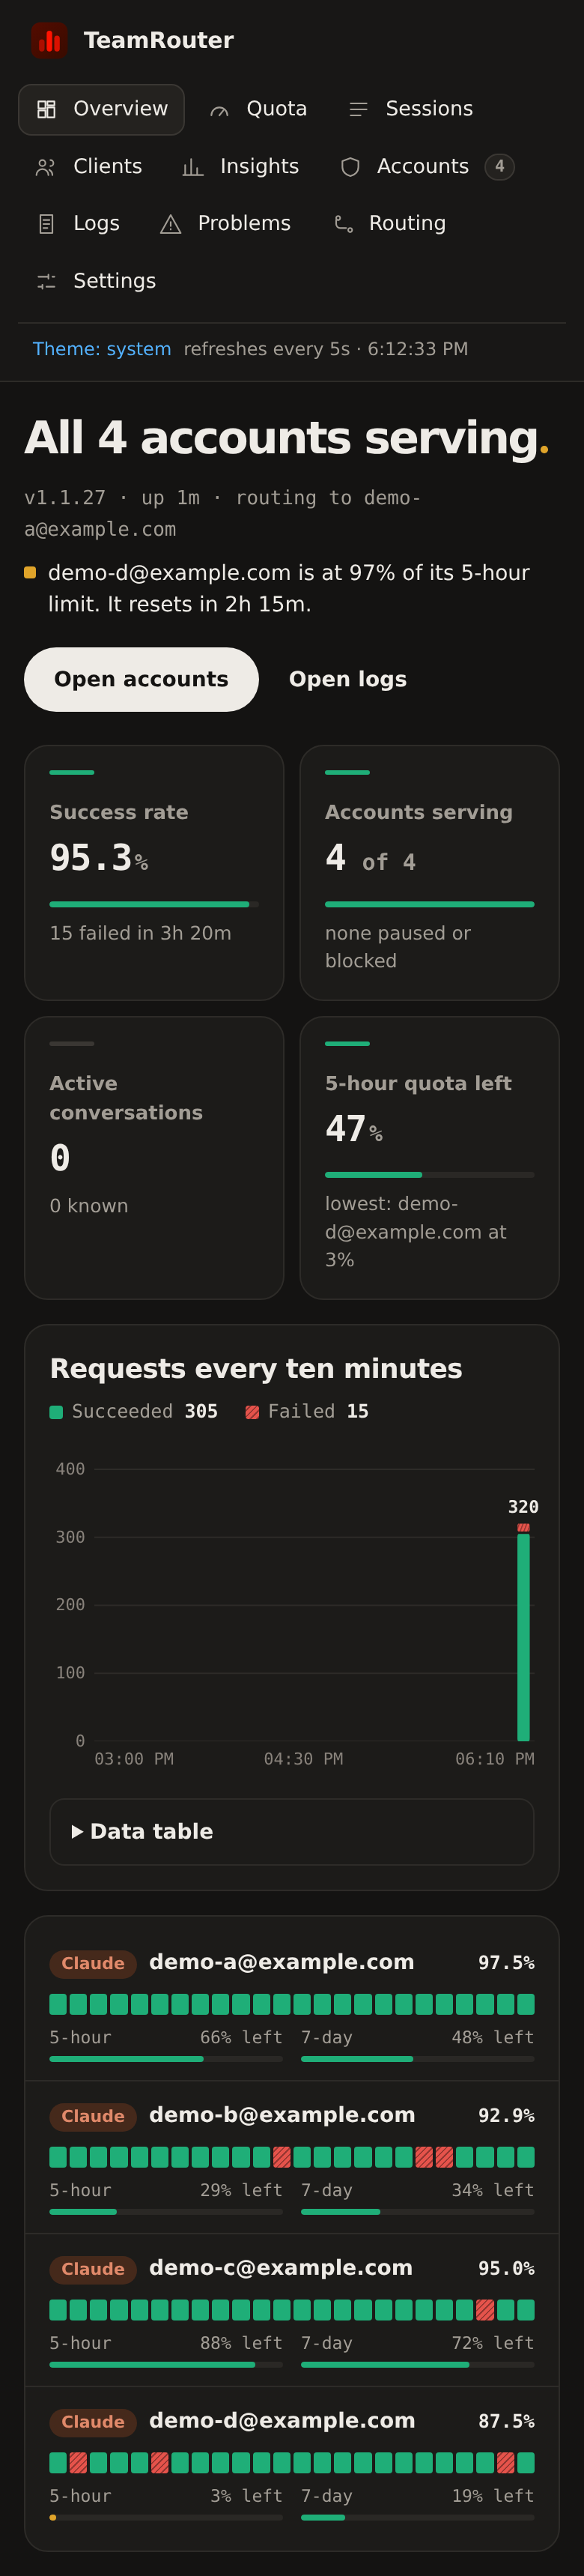 TeamRouter
Overview
Quota
Sessions
Clients
Insights
Accounts 4
Logs
Problems
Routing
Settings
Theme: system refreshes every 5s · 6:12:33 PM
All 4 accounts serving.
v1.1.27 · up 1m · routing to demo-
a@example.com
demo-d@example.com is at 97% of its 5-hour
limit. It resets in 2h 15m.
Open accounts
Open logs
Success rate
95.3%
15 failed in 3h 20m
Accounts serving
4 of 4
none paused or
blocked
Active
conversations
0
0 known
5-hour quota left
47%
lowest: demo-
d@example.com at
3%
Requests every ten minutes
Succeeded 305
Failed 15
400
320
300
200
100
0
03:00 PM
04:30 PM
06:10 PM
Data table
Claude demo-a@example.com 97.5%
5-hour 66% left
7-day 48% left
Claude demo-b@example.com 92.9%
5-hour 29% left
7-day 34% left
Claude demo-c@example.com 95.0%
5-hour 88% left
7-day 72% left
Claude demo-d@example.com 87.5%
5-hour 3% left
7-day 19% left